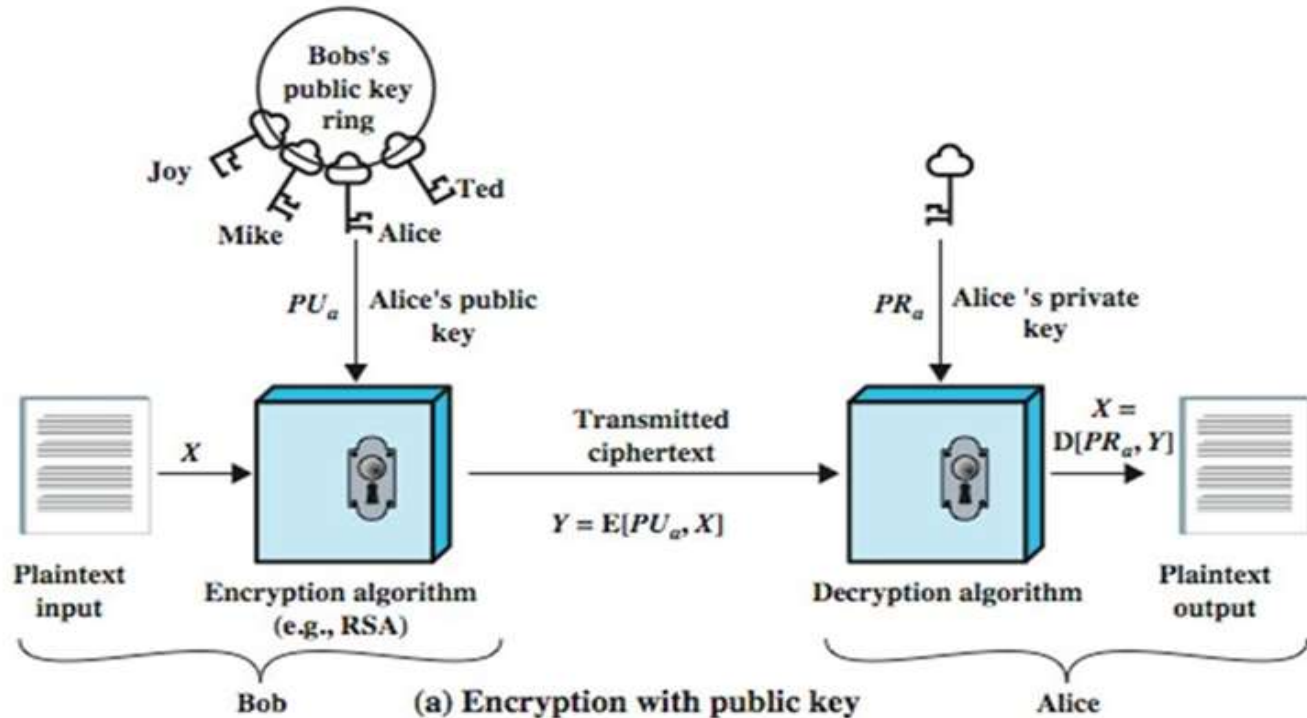 Bobs's
public key
ring
Joy
Ted
Mike
Alice
PUₐ
Alice's public
key
PRₐ
Alice 's private
key
X
Transmitted
ciphertext
X =
D[PRₐ, Y]
Y = E[PUₐ, X]
Plaintext
input
Encryption algorithm
(e.g., RSA)
Decryption algorithm
Plaintext
output
Bob
(a) Encryption with public key
Alice